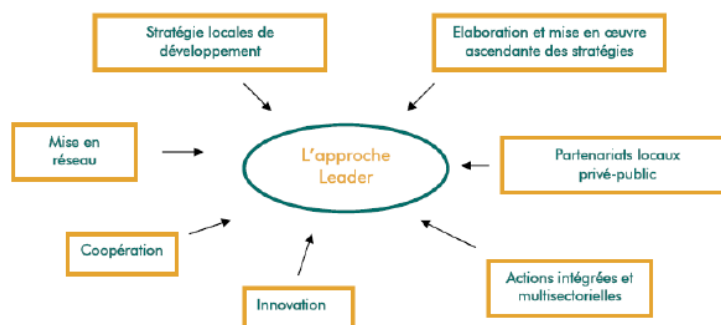 Stratégie locales de
développement
Elaboration et mise en œuvre
ascendante des stratégies
Mise en
réseau
L'approche
Leader
Partenariats locaux
privé-public
Coopération
Innovation
Actions intégrées et
multisectorielles